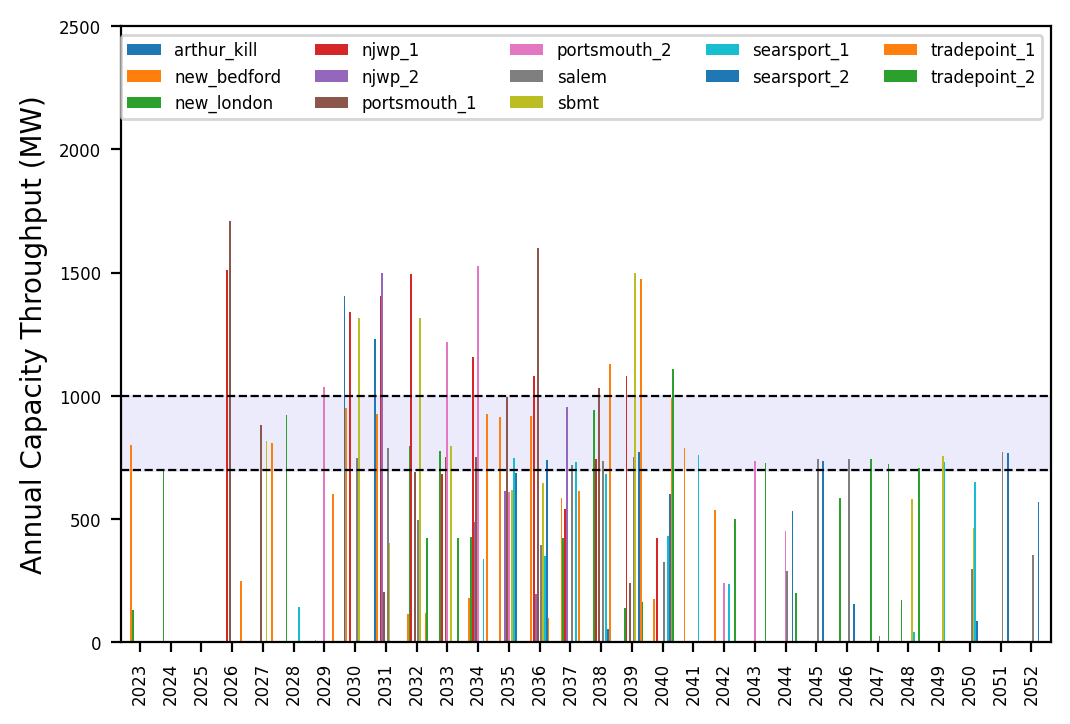 2500
2000
1500
1000
500
0
Annual Capacity Throughput (MW)
arthur_kill njwp_1 portsmouth_2 searsport_1 tradepoint_1
new_bedford njwp_2 salem searsport_2 tradepoint_2
new_london portsmouth_1 sbmt
2023 2024 2025 2026 2027 2028 2029 2030 2031 2032 2033 2034 2035 2036 2037 2038 2039 2040 2041 2042 2043 2044 2045 2046 2047 2048 2049 2050 2051 2052